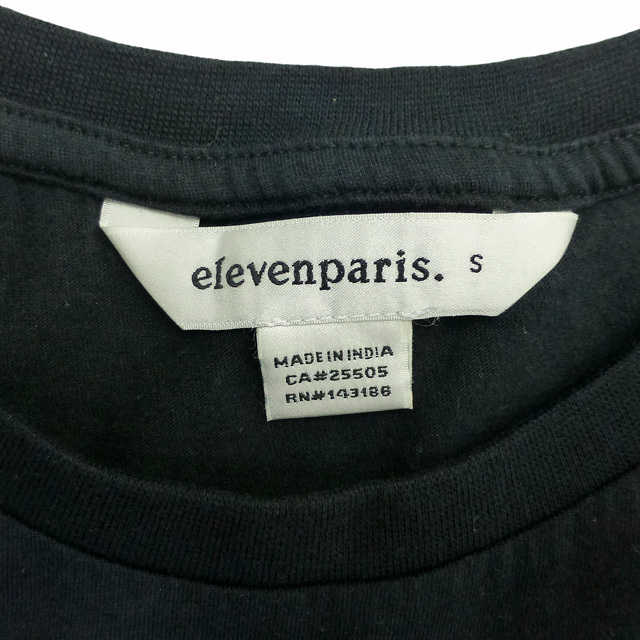 elevenparis. S
MADE IN INDIA
CA#25505
RN#143186